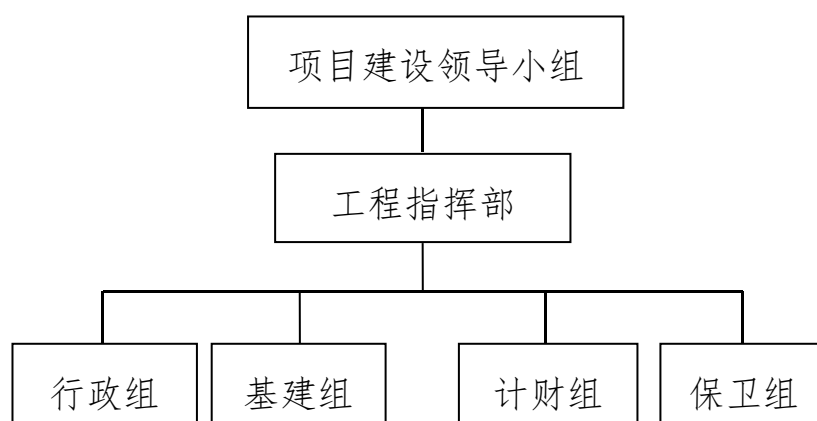 项目建设领导小组
工程指挥部
行政组
基建组
计财组
保卫组